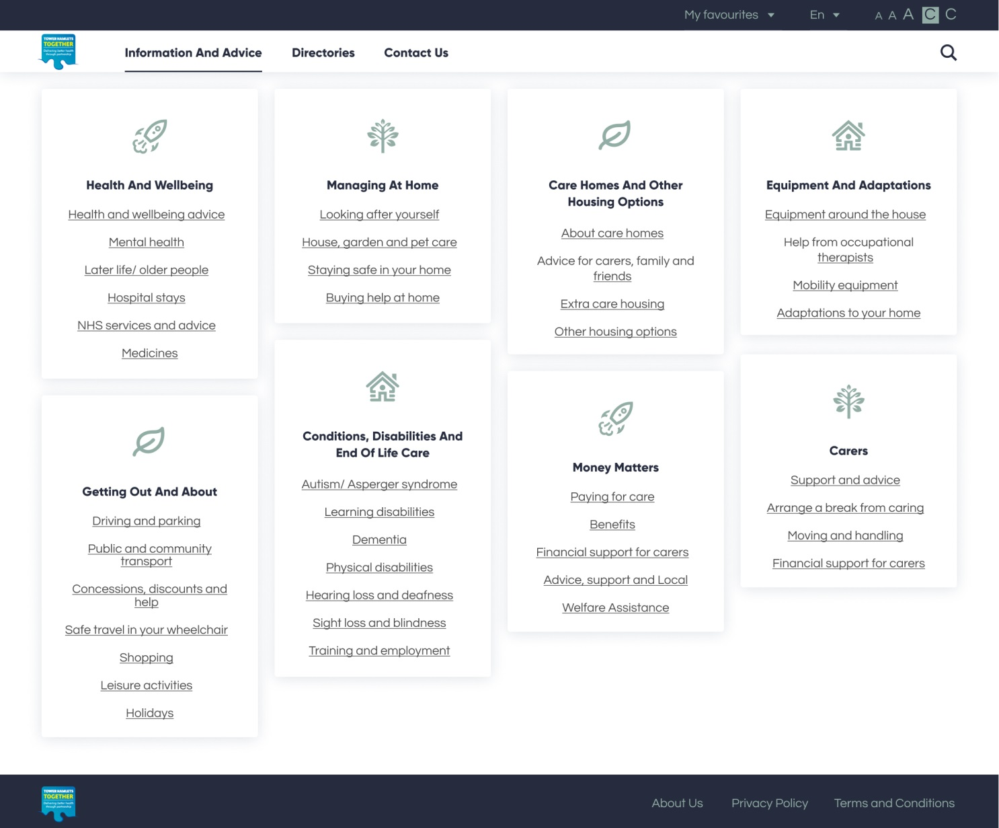 My favourites
En
A A A C C
TOWER HAMLETS
TOGETHER
Delivering better health
through partnership
Information And Advice
Directories
Contact Us
Health And Wellbeing
Health and wellbeing advice
Mental health
Later life/ older people
Hospital stays
NHS services and advice
Medicines
Managing At Home
Looking after yourself
House, garden and pet care
Staying safe in your home
Buying help at home
Care Homes And Other
Housing Options
About care homes
Advice for carers, family and
friends
Extra care housing
Other housing options
Equipment And Adaptations
Equipment around the house
Help from occupational
therapists
Mobility equipment
Adaptations to your home
Getting Out And About
Driving and parking
Public and community
transport
Concessions, discounts and
help
Safe travel in your wheelchair
Shopping
Leisure activities
Holidays
Conditions, Disabilities And
End Of Life Care
Autism/ Asperger syndrome
Learning disabilities
Dementia
Physical disabilities
Hearing loss and deafness
Sight loss and blindness
Training and employment
Money Matters
Paying for care
Benefits
Financial support for carers
Advice, support and Local
Welfare Assistance
Carers
Support and advice
Arrange a break from caring
Moving and handling
Financial support for carers
TOWER HAMLETS
TOGETHER
Delivering better health
through partnership
About Us
Privacy Policy
Terms and Conditions